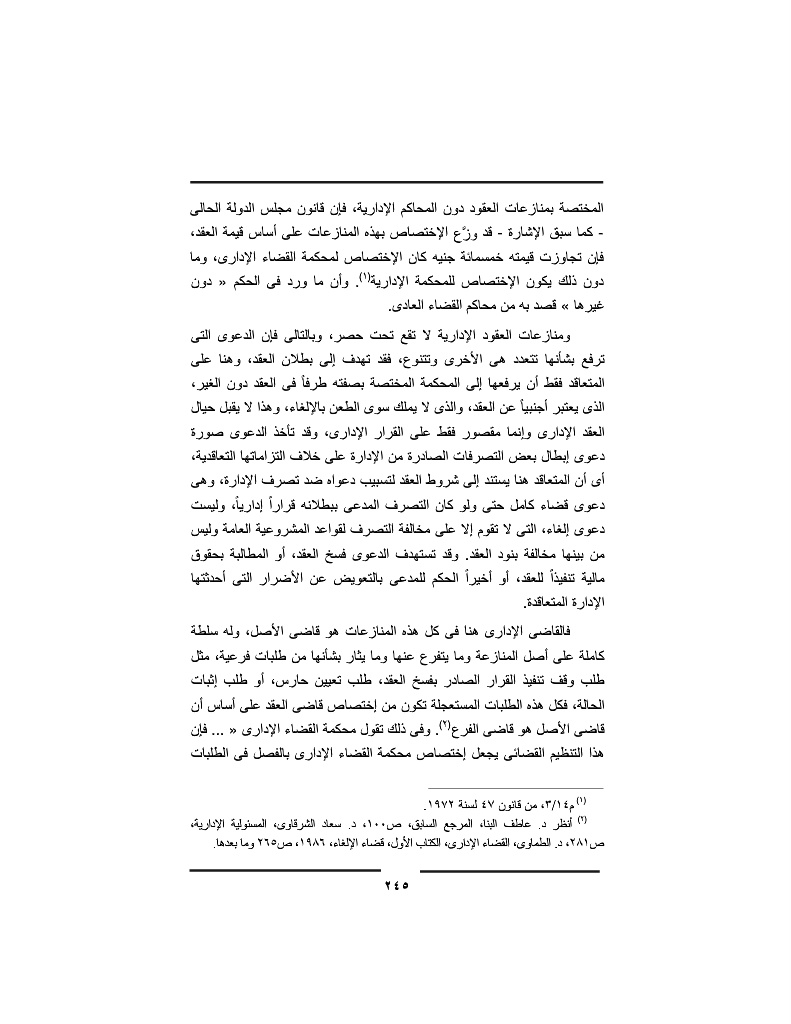 المختصة بمنازعات العقود دون المحاكم الإدارية، فإن قانون مجلس الدولة الحالى
- كما سبق الإشارة - قد وزَّع الإختصاص بهذه المنازعات على أساس قيمة العقد،
فإن تجاوزت قيمته خمسمائة جنيه كان الإختصاص لمحكمة القضاء الإدارى، وما
دون ذلك يكون الإختصاص للمحكمة الإدارية(١). وأن ما ورد فى الحكم « دون
غيرها » قصد به من محاكم القضاء العادى.
ومنازعات العقود الإدارية لا تقع تحت حصر، وبالتالى فإن الدعوى التى
ترفع بشأنها تتعدد هى الأخرى وتتنوع، فقد تهدف إلى بطلان العقد، وهنا على
المتعاقد فقط أن يرفعها إلى المحكمة المختصة بصفته طرفاً فى العقد دون الغير،
الذى يعتبر أجنبياً عن العقد، والذى لا يملك سوى الطعن بالإلغاء، وهذا لا يقبل حيال
العقد الإدارى وإنما مقصور فقط على القرار الإدارى، وقد تأخذ الدعوى صورة
دعوى إبطال بعض التصرفات الصادرة من الإدارة على خلاف التزاماتها التعاقدية،
أى أن المتعاقد هنا يستند إلى شروط العقد لتسبيب دعواه ضد تصرف الإدارة، وهى
دعوى قضاء كامل حتى ولو كان التصرف المدعى ببطلانه قراراً إدارياً، وليست
دعوى إلغاء، التى لا تقوم إلا على مخالفة التصرف لقواعد المشروعية العامة وليس
من بينها مخالفة بنود العقد. وقد تستهدف الدعوى فسخ العقد، أو المطالبة بحقوق
مالية تنفيذاً للعقد، أو أخيراً الحكم للمدعى بالتعويض عن الأضرار التى أحدثتها
الإدارة المتعاقدة.
فالقاضى الإدارى هنا فى كل هذه المنازعات هو قاضى الأصل، وله سلطة
كاملة على أصل المنازعة وما يتفرع عنها وما يثار بشأنها من طلبات فرعية، مثل
طلب وقف تنفيذ القرار الصادر بفسخ العقد، طلب تعيين حارس، أو طلب إثبات
الحالة، فكل هذه الطلبات المستعجلة تكون من إختصاص قاضى العقد على أساس أن
قاضى الأصل هو قاضى الفرع(٢). وفى ذلك تقول محكمة القضاء الإدارى « ... فإن
هذا التنظيم القضائى يجعل إختصاص محكمة القضاء الإدارى بالفصل فى الطلبات
(١) م٣/١٤، من قانون ٤٧ لسنة ١٩٧٢.
(٢) أنظر د. عاطف البنا، المرجع السابق، ص١٠٠، د. سعاد الشرقاوى، المسئولية الإدارية،
ص٢٨١، د. الطماوى، القضاء الإدارى، الكتاب الأول، قضاء الإلغاء، ١٩٨٦، ص٢٦٥ وما بعدها.
٢٤٥